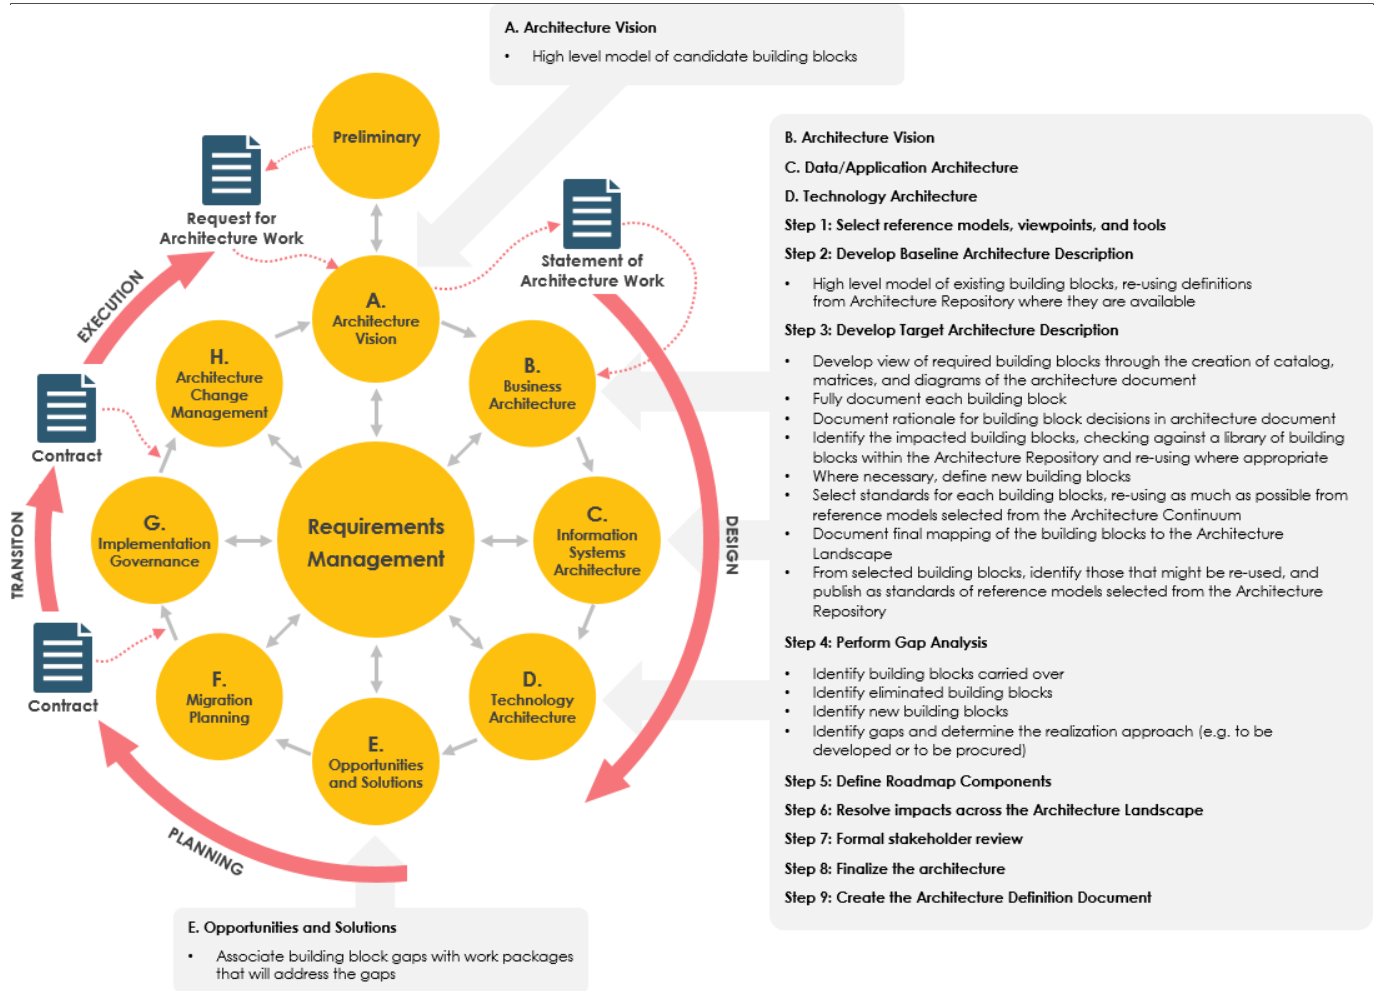 A. Architecture Vision
• High level model of candidate building blocks
Preliminary
Request for
Architecture Work
Statement of
Architecture Work
EXECUTION
A.
Architecture
Vision
H.
Architecture
Change
Management
B.
Business
Architecture
Contract
G.
Implementation
Governance
Requirements
Management
C.
Information
Systems
Architecture
TRANSITON
DESIGN
Contract
F.
Migration
Planning
D.
Technology
Architecture
E.
Opportunities
and Solutions
PLANNING
E. Opportunities and Solutions
• Associate building block gaps with work packages
that will address the gaps
B. Architecture Vision
C. Data/Application Architecture
D. Technology Architecture
Step 1: Select reference models, viewpoints, and tools
Step 2: Develop Baseline Architecture Description
• High level model of existing building blocks, re-using definitions
from Architecture Repository where they are available
Step 3: Develop Target Architecture Description
• Develop view of required building blocks through the creation of catalog,
matrices, and diagrams of the architecture document
• Fully document each building block
• Document rationale for building block decisions in architecture document
• Identify the impacted building blocks, checking against a library of building
blocks within the Architecture Repository and re-using where appropriate
• Where necessary, define new building blocks
• Select standards for each building blocks, re-using as much as possible from
reference models selected from the Architecture Continuum
• Document final mapping of the building blocks to the Architecture
Landscape
• From selected building blocks, identify those that might be re-used, and
publish as standards of reference models selected from the Architecture
Repository
Step 4: Perform Gap Analysis
• Identify building blocks carried over
• Identify eliminated building blocks
• Identify new building blocks
• Identify gaps and determine the realization approach (e.g. to be
developed or to be procured)
Step 5: Define Roadmap Components
Step 6: Resolve impacts across the Architecture Landscape
Step 7: Formal stakeholder review
Step 8: Finalize the architecture
Step 9: Create the Architecture Definition Document